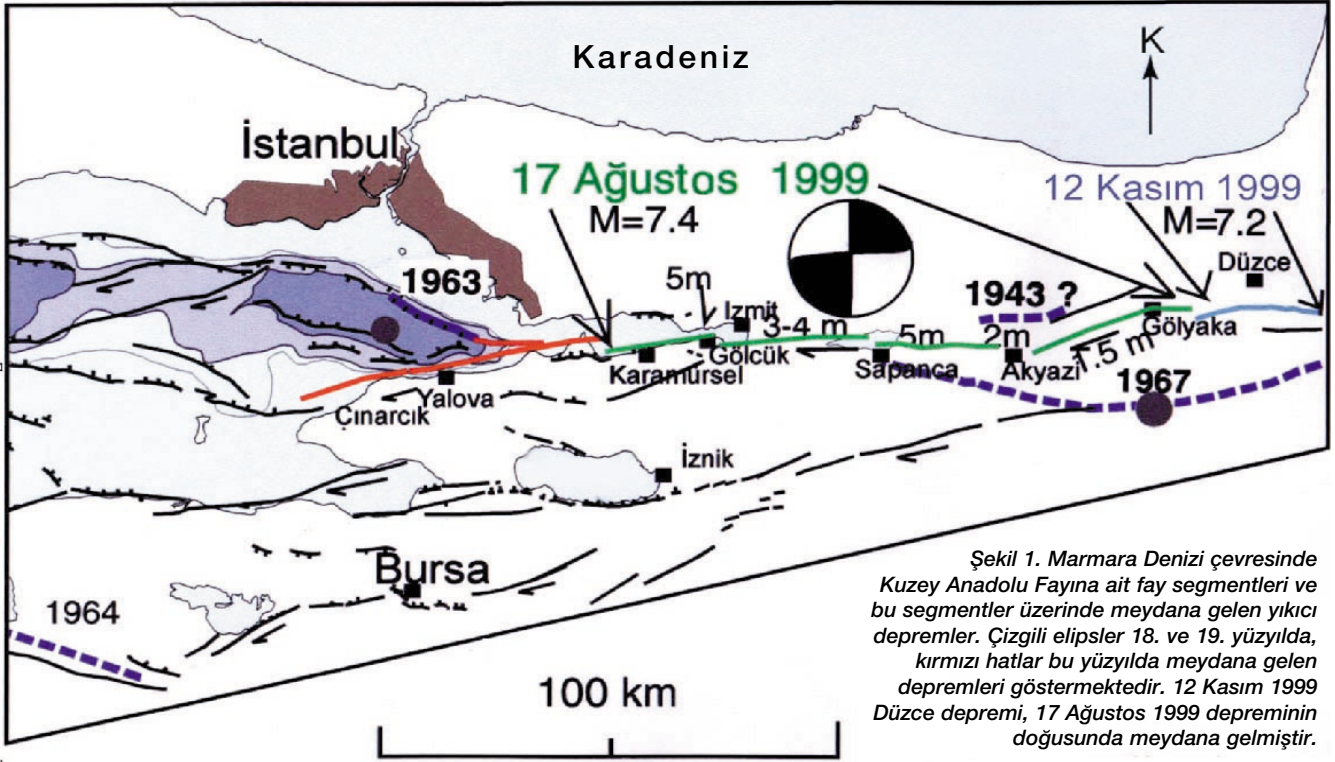 Karadeniz
K
İstanbul
17 Ağustos 1999
M=7.4
12 Kasım 1999
M=7.2
Düzce
1963
5m
Izmit
3-4 m
1943 ?
5m
2m
Gölyaka
Gölcük
Karamürsel
Sapanca
Akyazi
1.5 m
1967
Yalova
Çınarcık
İznik
Bursa
1964
100 km
Şekil 1. Marmara Denizi çevresinde
Kuzey Anadolu Fayına ait fay segmentleri ve
bu segmentler üzerinde meydana gelen yıkıcı
depremler. Çizgili elipsler 18. ve 19. yüzyılda,
kırmızı hatlar bu yüzyılda meydana gelen
depremleri göstermektedir. 12 Kasım 1999
Düzce depremi, 17 Ağustos 1999 depreminin
doğusunda meydana gelmiştir.